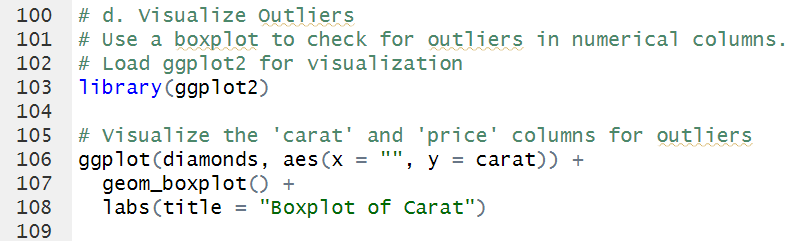 100 # d. Visualize Outliers
101 # Use a boxplot to check for outliers in numerical columns.
102 # Load ggplot2 for visualization
103 library(ggplot2)
104
105 # Visualize the 'carat' and 'price' columns for outliers
106 ggplot(diamonds, aes(x = "", y = carat)) +
107   geom_boxplot() +
108   labs(title = "Boxplot of Carat")
109